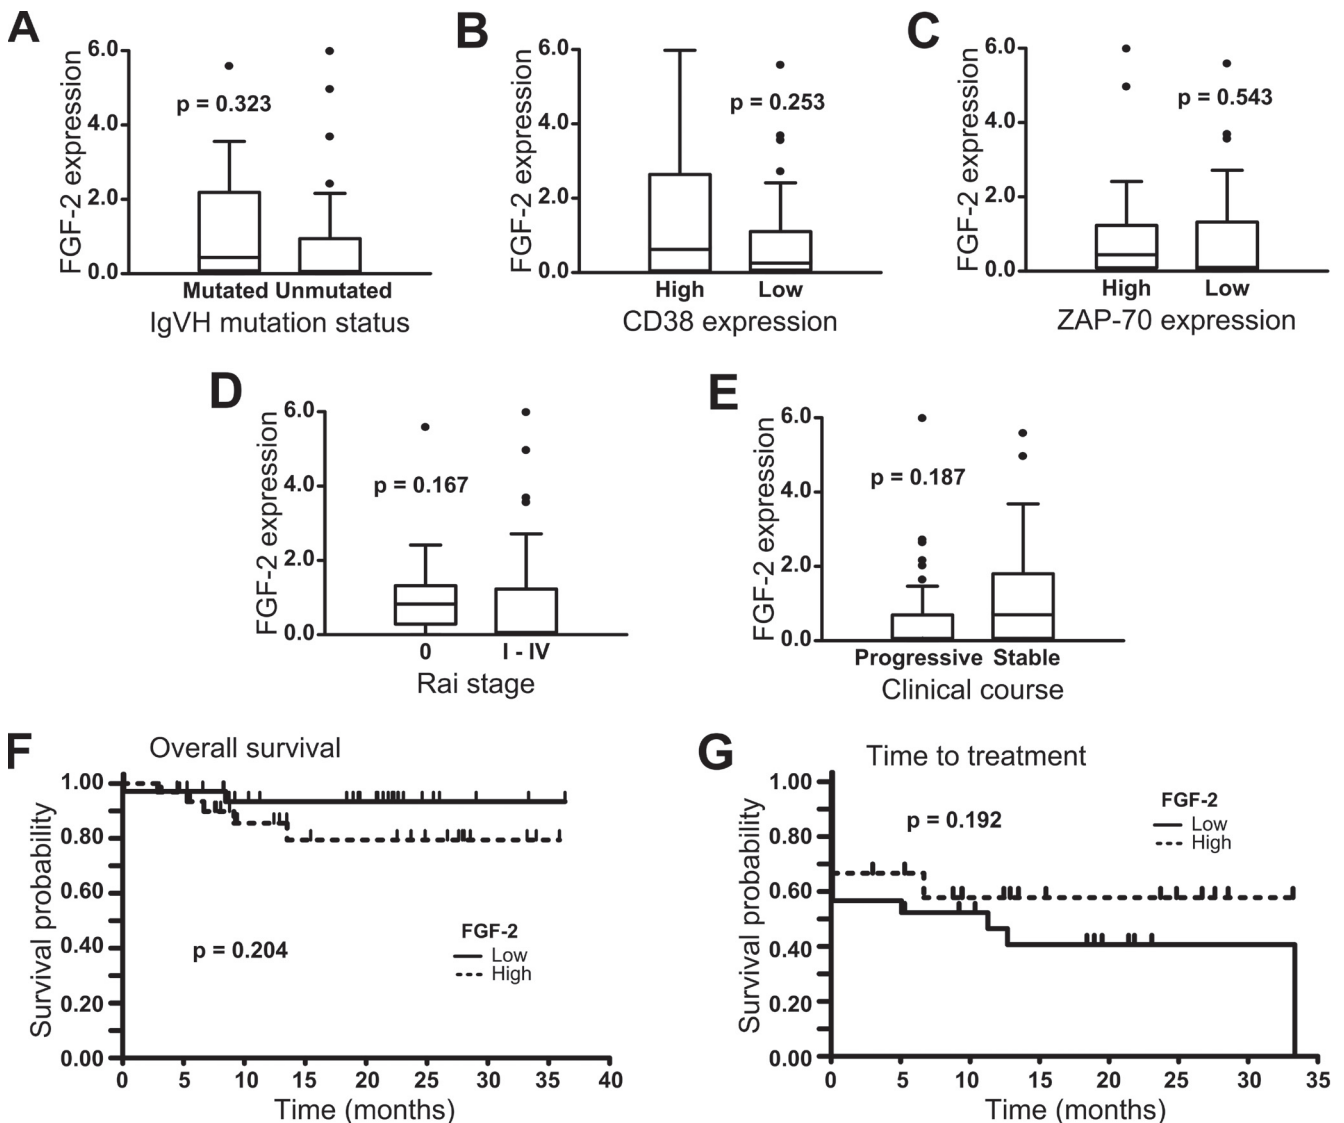 A
6.0
4.0
2.0
0.0
FGF-2 expression
p = 0.323
Mutated Unmutated
IgVH mutation status
B
6.0
4.0
2.0
0.0
FGF-2 expression
p = 0.253
High Low
CD38 expression
C
6.0
4.0
2.0
0.0
FGF-2 expression
p = 0.543
High Low
ZAP-70 expression
D
6.0
4.0
2.0
0.0
FGF-2 expression
p = 0.167
0 I - IV
Rai stage
E
6.0
4.0
2.0
0.0
FGF-2 expression
p = 0.187
Progressive Stable
Clinical course
F
Overall survival
1.00
0.80
0.60
0.40
0.20
0.00
Survival probability
p = 0.204
FGF-2
Low
High
0 5 10 15 20 25 30 35 40
Time (months)
G
Time to treatment
1.00
0.80
0.60
0.40
0.20
0.00
Survival probability
p = 0.192
FGF-2
Low
High
0 5 10 15 20 25 30 35
Time (months)